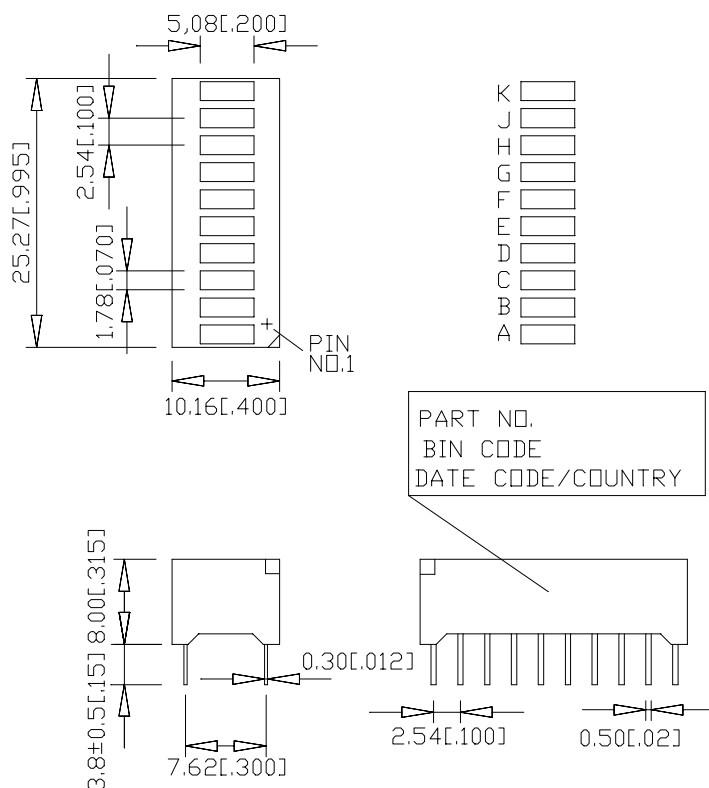 5,08[.200]
2.54[.100]
25.27[.995]
1.78[.070]
PIN
NO.1
10.16[.400]
K
J
H
G
F
E
D
C
B
A
PART NO.
BIN CODE
DATE CODE/COUNTRY
8.00[.315]
3.8±0.5[.15]
0.30[.012]
7.62[.300]
2.54[.100]
0.50[.02]